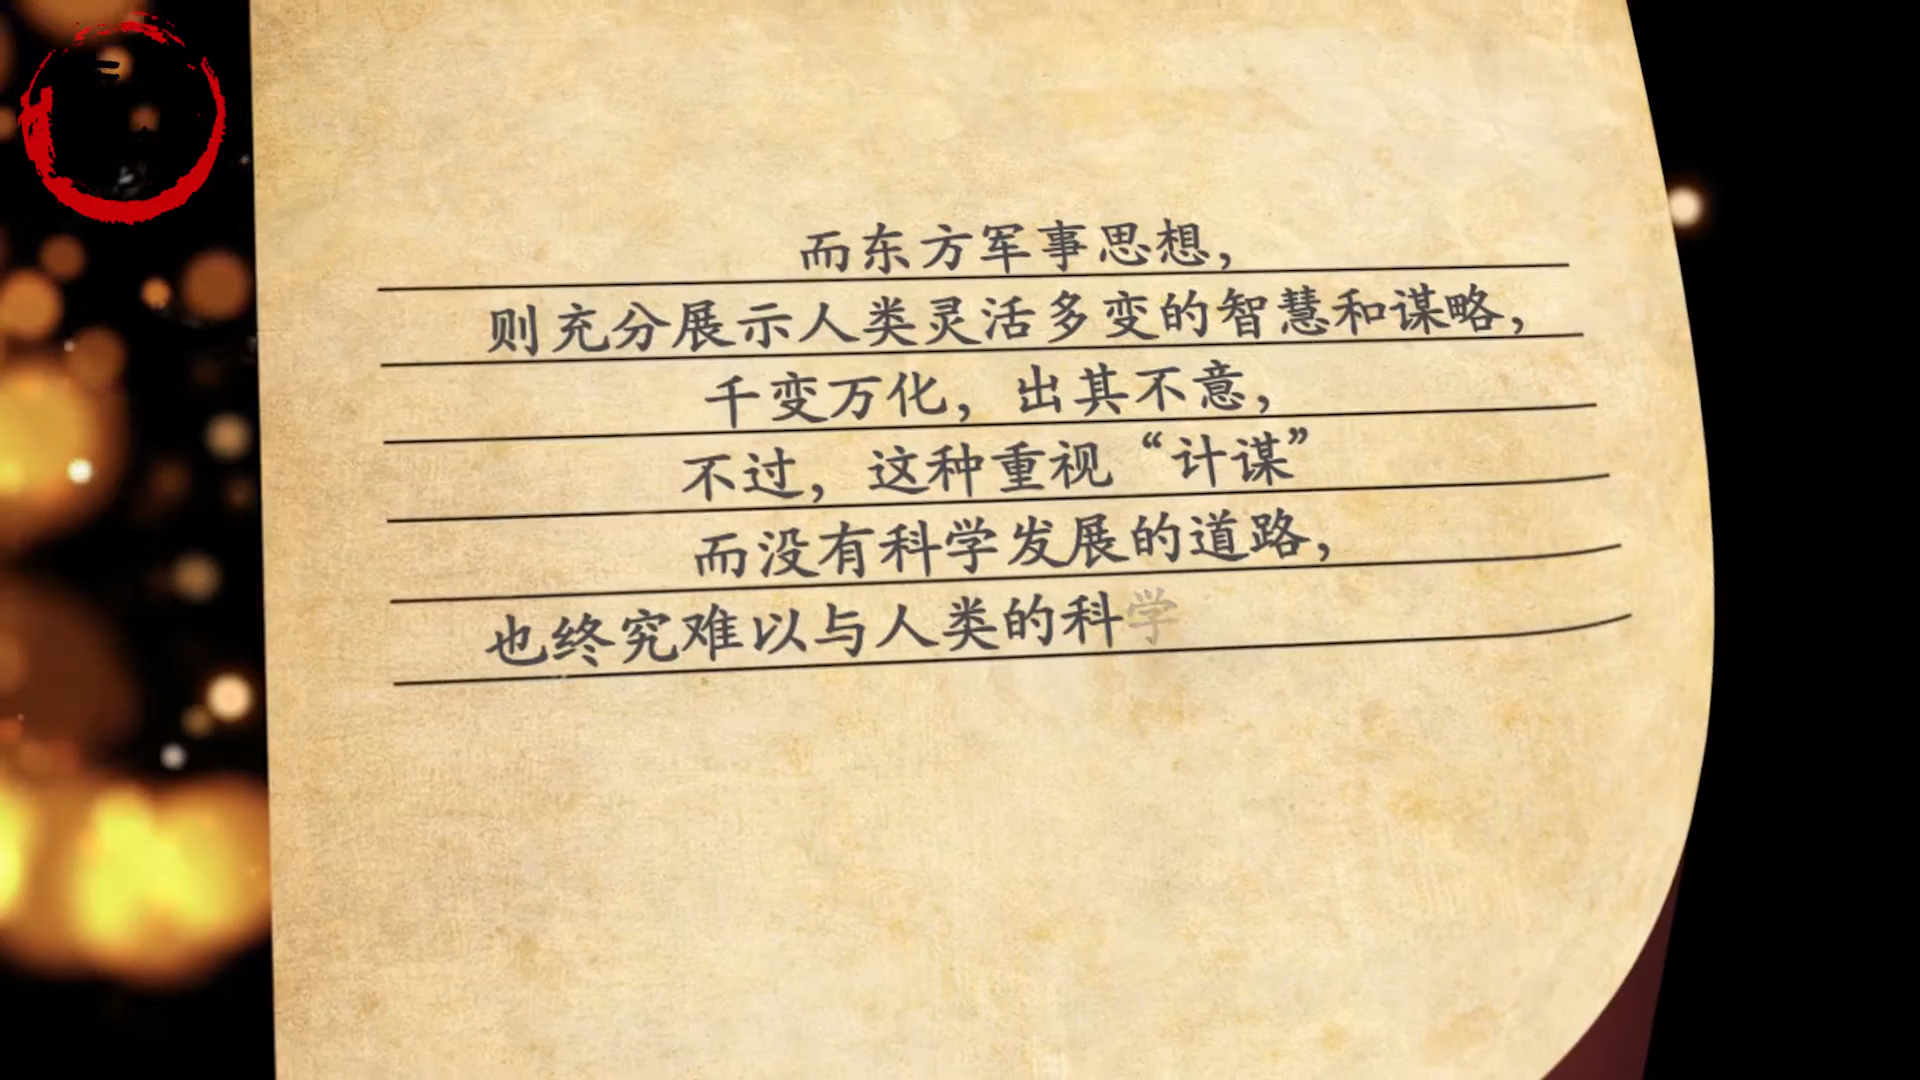 而东方军事思想，
则充分展示人类灵活多变的智慧和谋略，
千变万化，出其不意，
不过，这种重视“计谋”
而没有科学发展的道路，
也终究难以与人类的科学